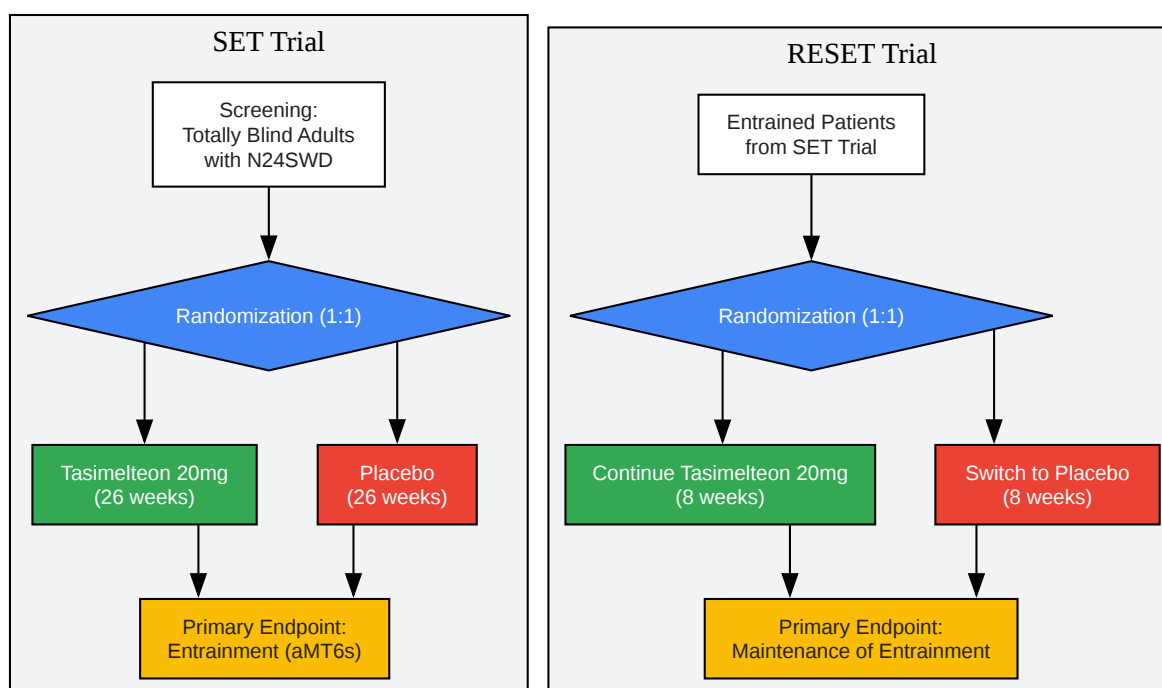 SET Trial
Screening:
Totally Blind Adults
with N24SWD
Randomization (1:1)
Tasimelteon 20mg
(26 weeks)
Placebo
(26 weeks)
Primary Endpoint:
Entrainment (aMT6s)
RESET Trial
Entrained Patients
from SET Trial
Randomization (1:1)
Continue Tasimelteon 20mg
(8 weeks)
Switch to Placebo
(8 weeks)
Primary Endpoint:
Maintenance of Entrainment